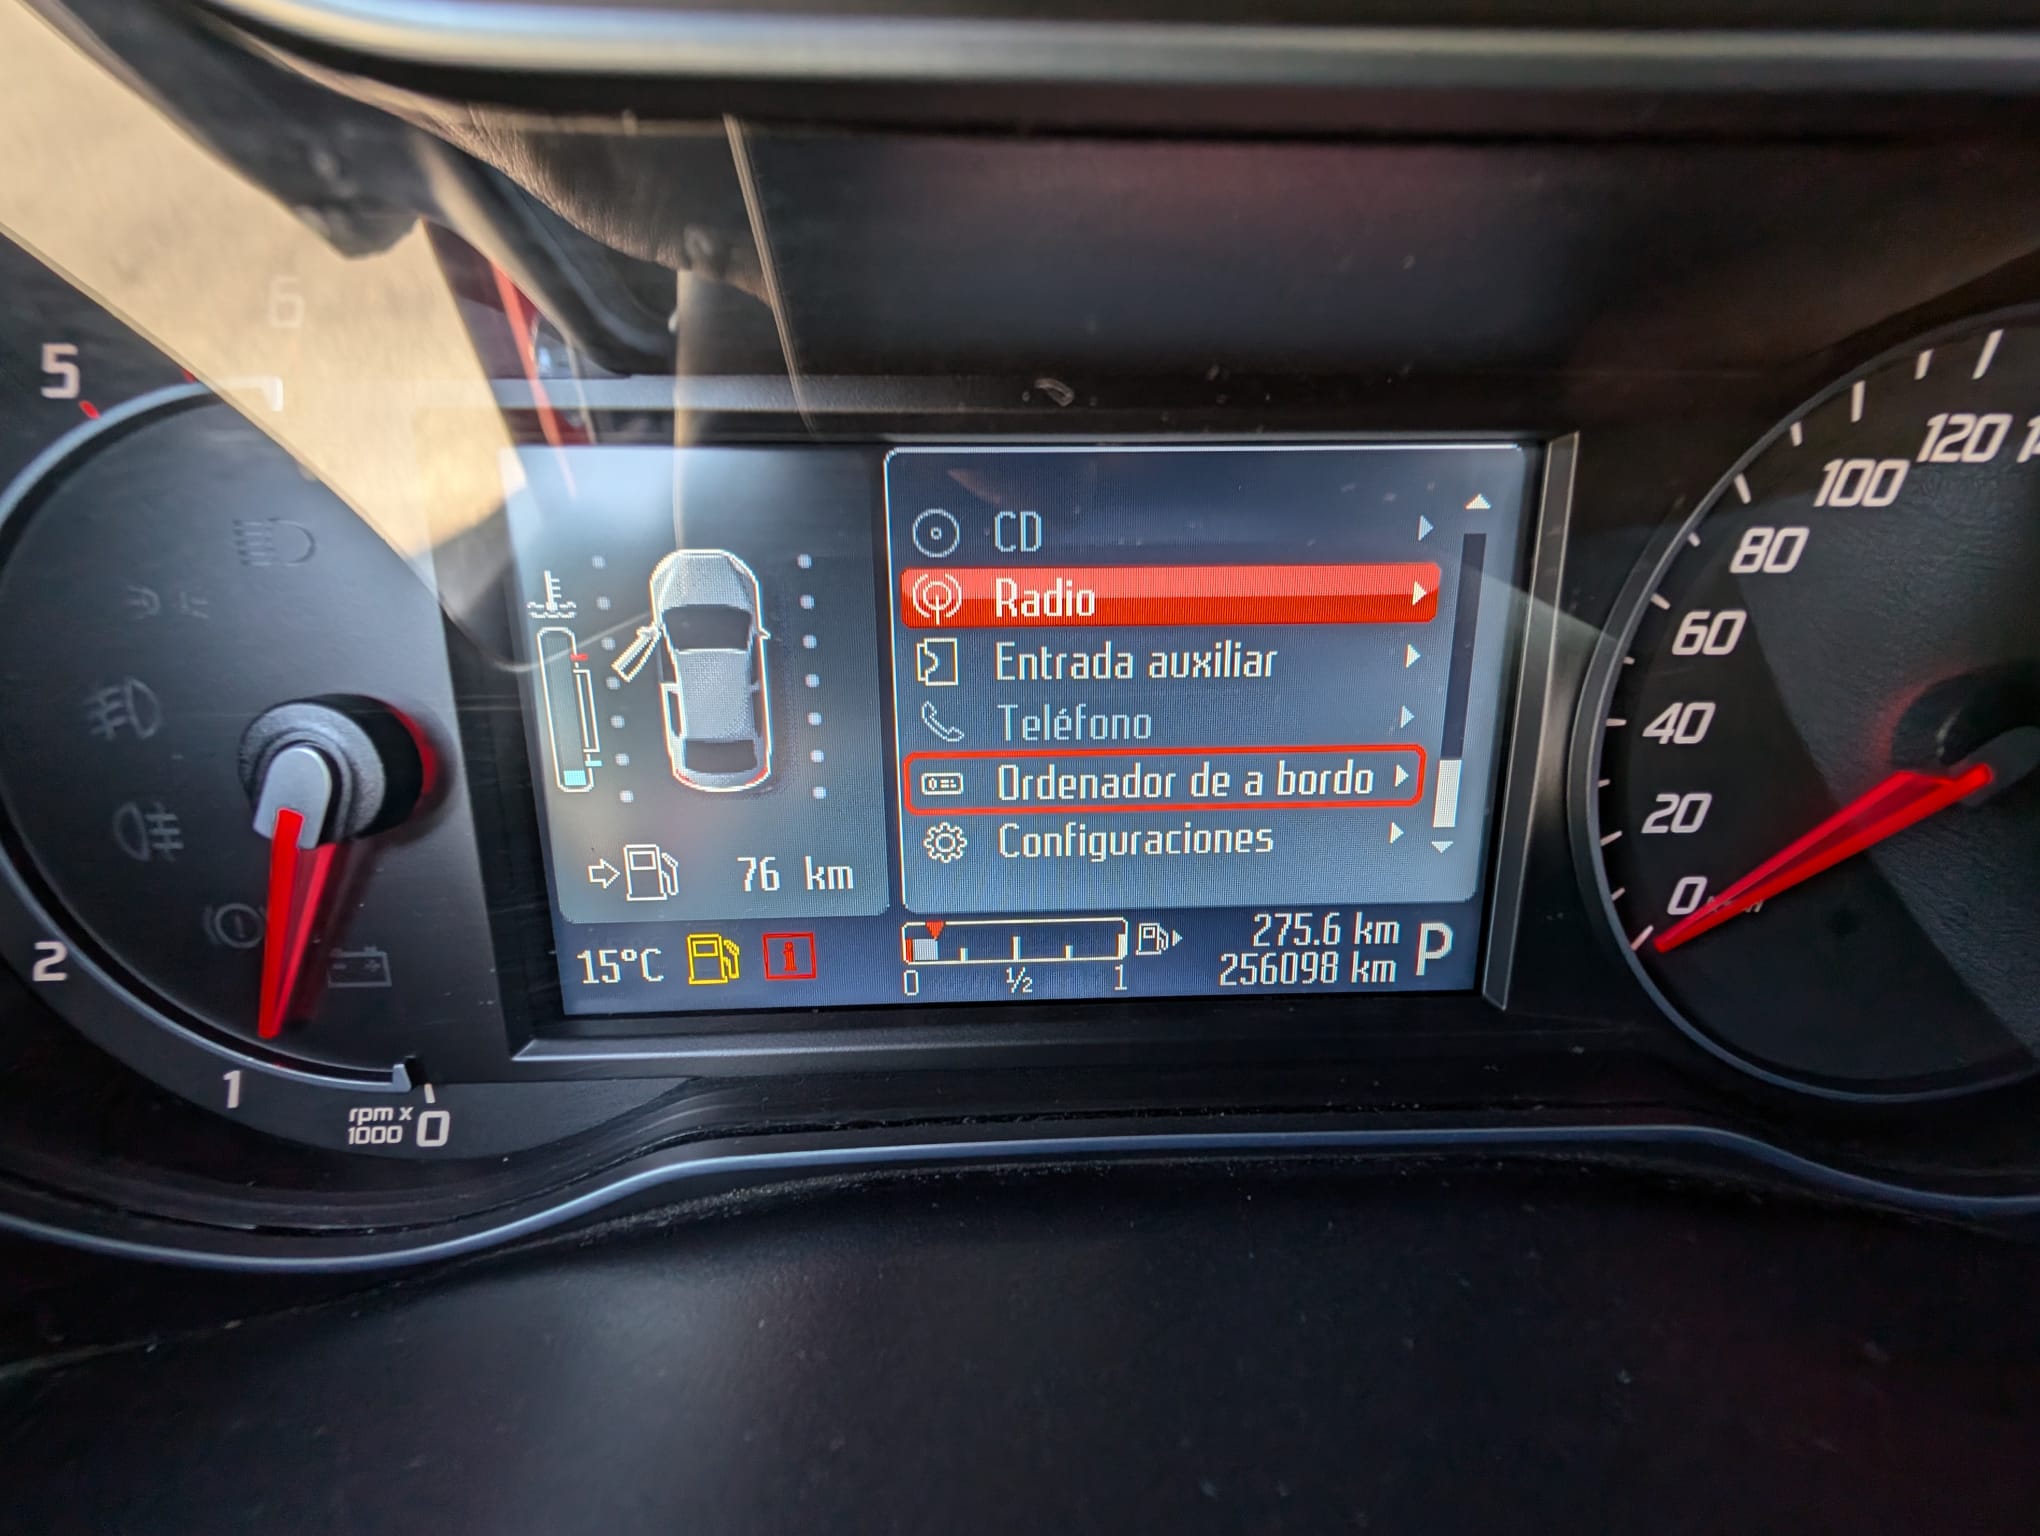 6
5
2
1
rpm x
1000
0
CD
Radio
Entrada auxiliar
Teléfono
Ordenador de a bordo
Configuraciones
76 km
15°C
i
0
1/2
1
275.6 km
256098 km
P
120
100
80
60
40
20
0